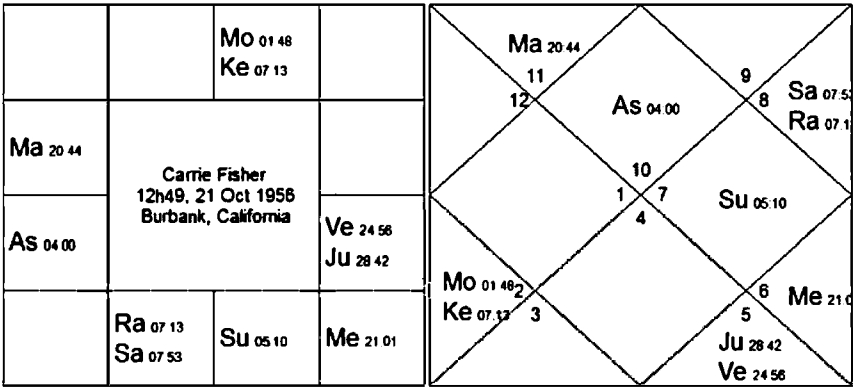 Mo 01 48
Ke 07 13
Ma 20 44
Carrie Fisher
12h49, 21 Oct 1956
Burbank, California
As 04 00
Ve 24 56
Ju 28 42
Ra 07 13
Sa 07 53
Su 05 10
Me 21 01
Ma 20 44
11
12
As 04 00
9
8
Sa 07 5
Ra 07 1
10
1
7
4
Su 05:10
Mo 01 48
2
Ke 07 13
3
6
5
Me 21
Ju 28 42
Ve 24 56